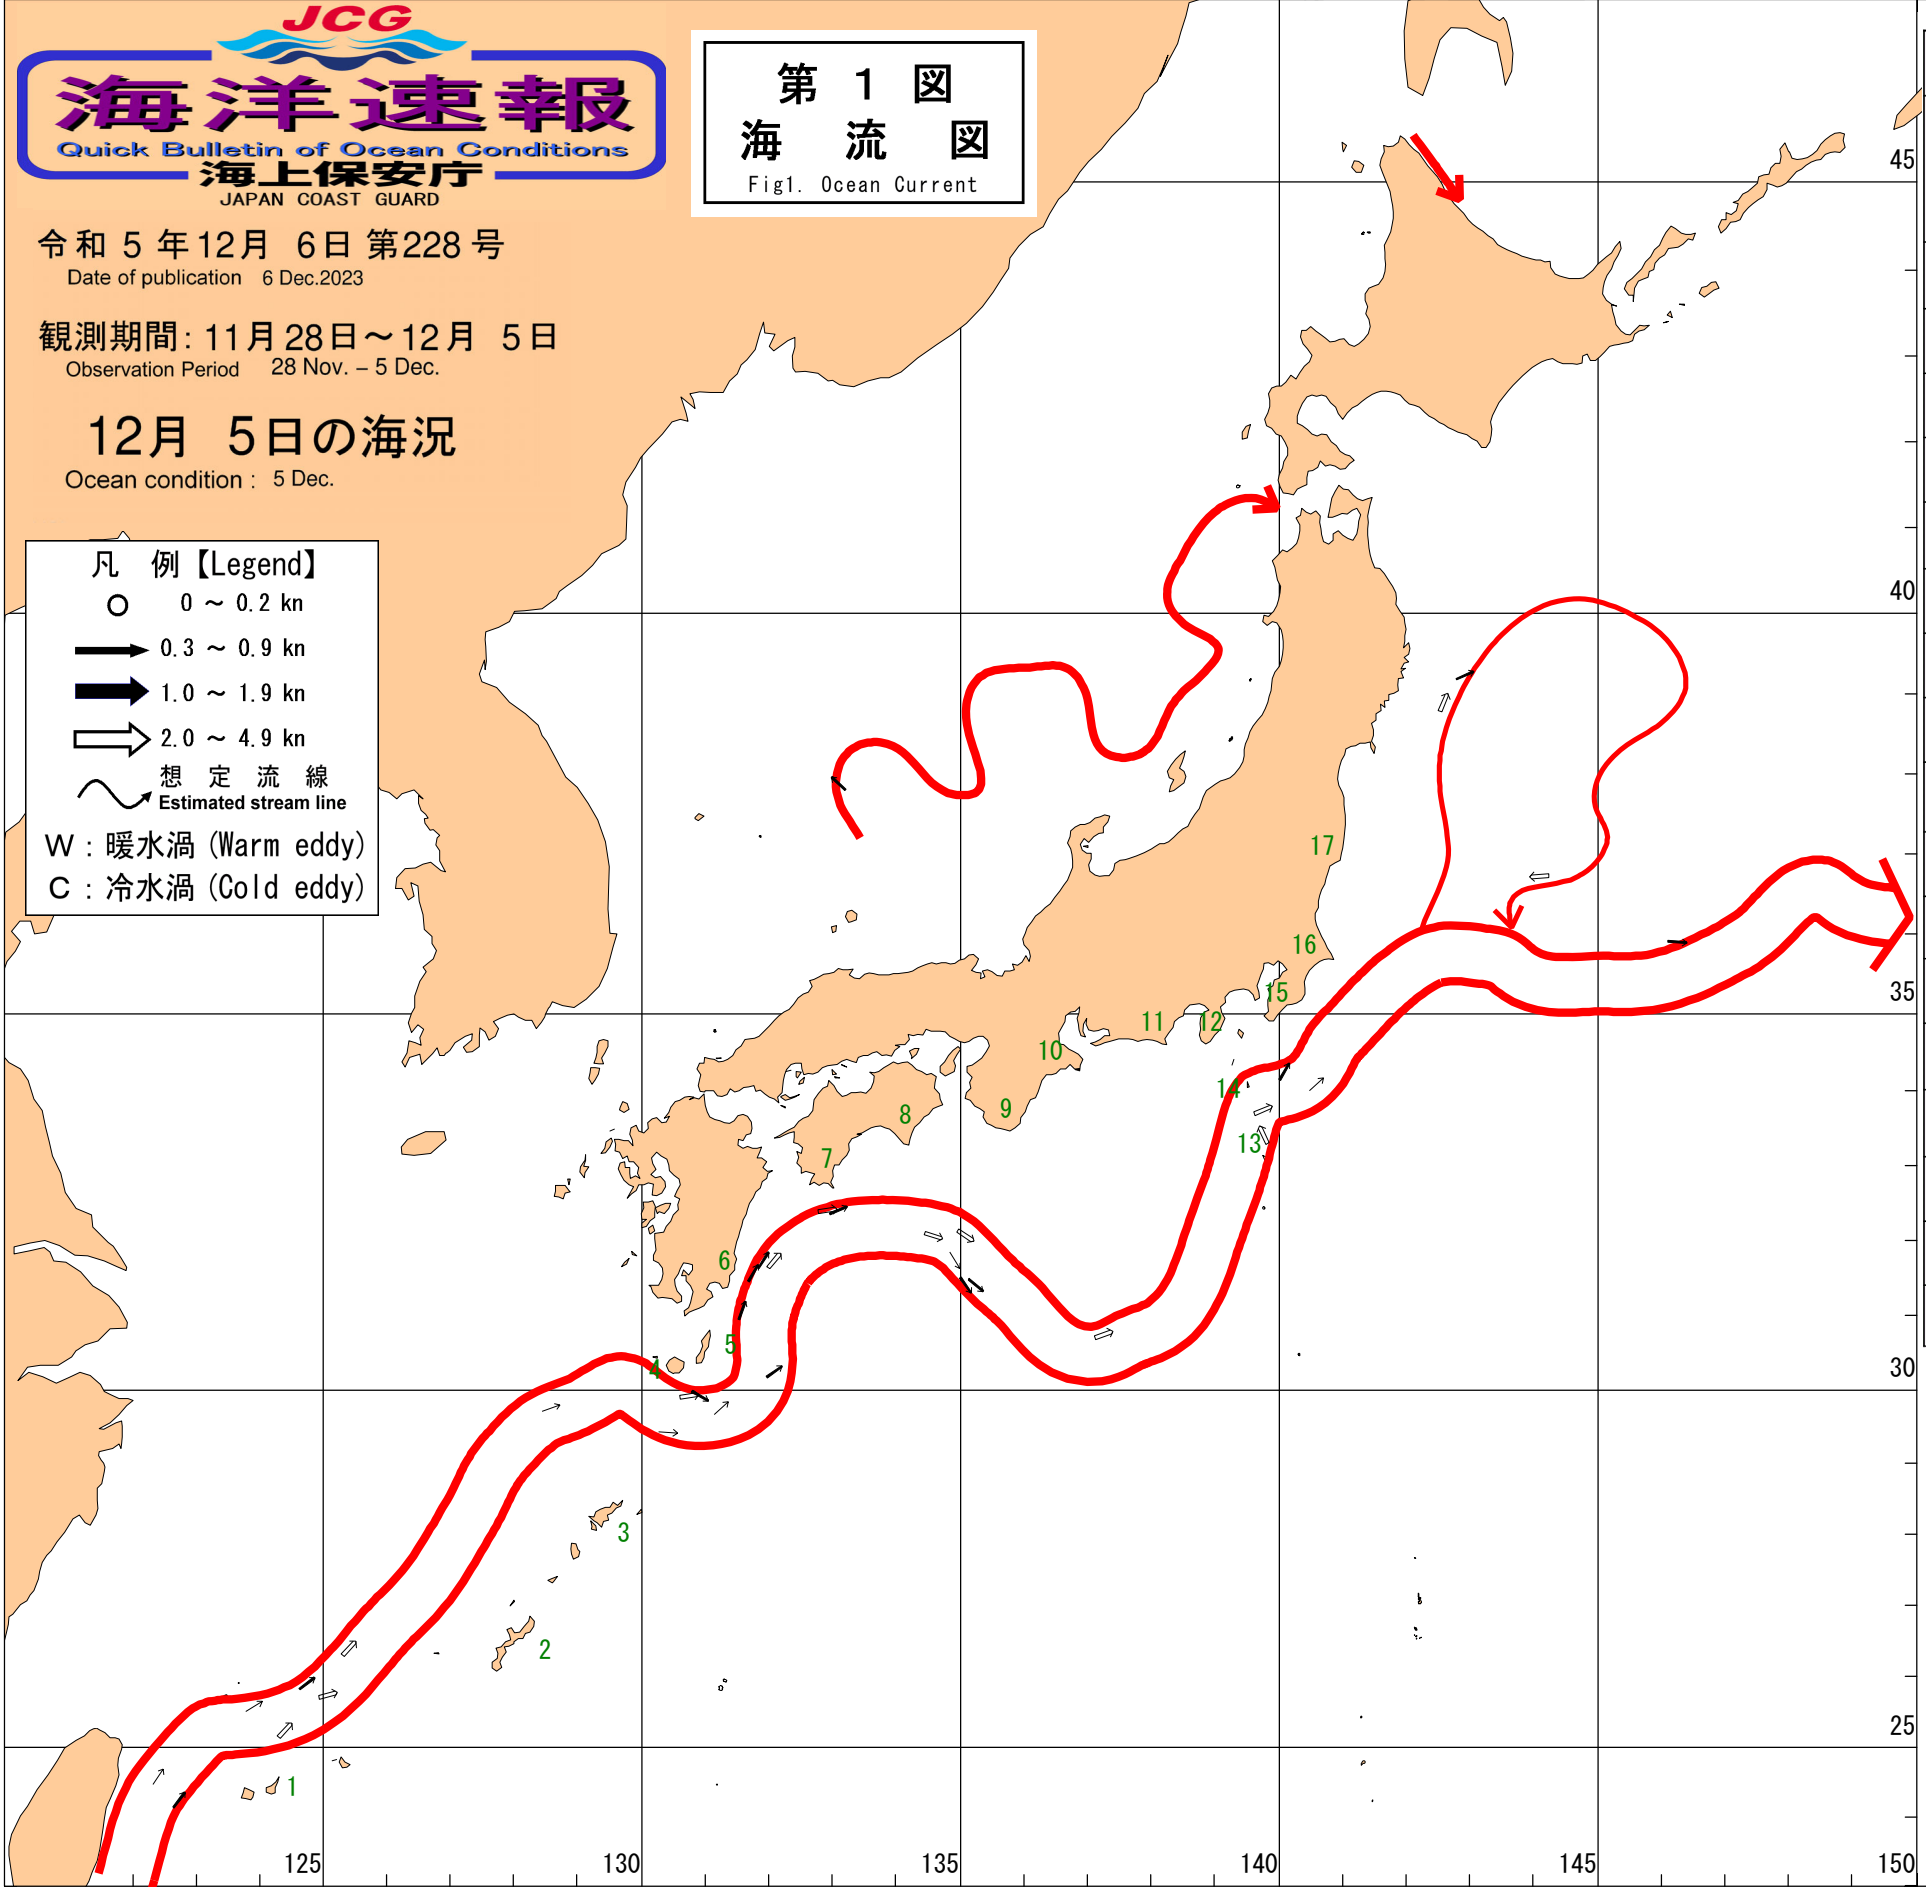 JCG
海洋速報
Quick Bulletin of Ocean Conditions
海上保安庁
JAPAN COAST GUARD
令和 5 年12月 6日 第228 号
Date of publication 6 Dec.2023
観測期間: 11月28日～12月 5日
Observation Period 28 Nov. – 5 Dec.
12月 5日の海況
Ocean condition : 5 Dec.
第 1 図
海 流 図
Fig1. Ocean Current
凡 例【Legend】
0 ～ 0.2 kn
0.3 ～ 0.9 kn
1.0 ～ 1.9 kn
2.0 ～ 4.9 kn
想 定 流 線
Estimated stream line
W : 暖水渦 (Warm eddy)
C : 冷水渦 (Cold eddy)
45
40
35
30
25
17
16
15
14
13
12
11
10
9
8
7
6
5
4
3
2
1
125
130
135
140
145
150